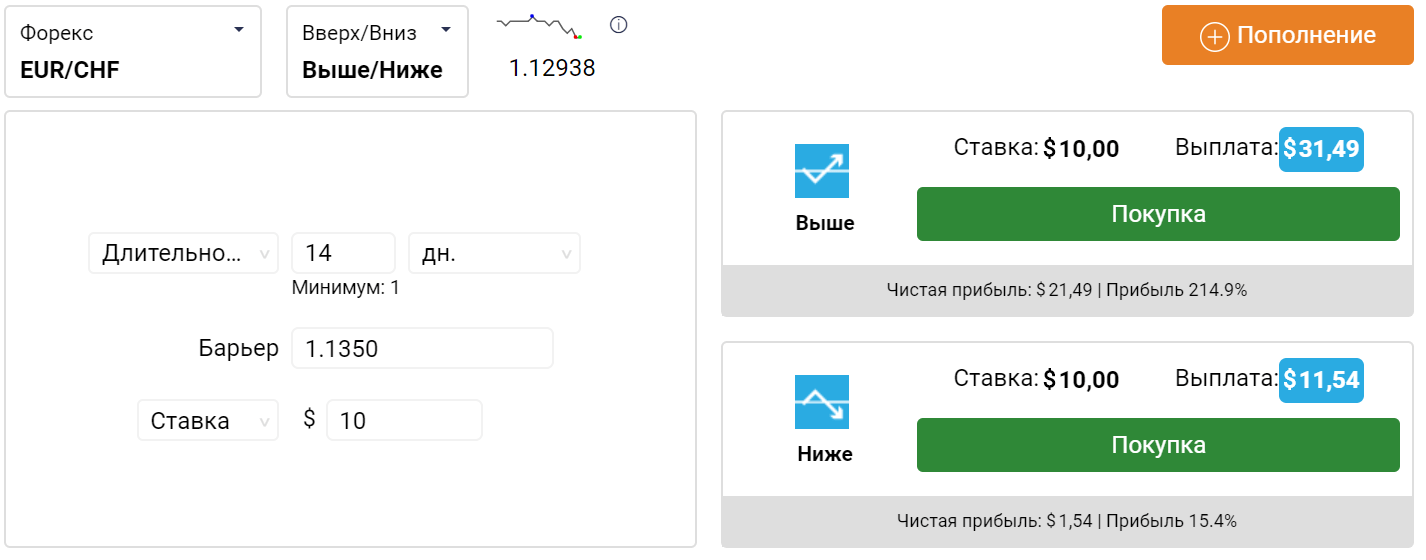 Форекс
EUR/CHF
Вверх/Вниз
Выше/Ниже
1.12938
Пополнение
Длительно...
14
дн.
Минимум: 1
Барьер
1.1350
Ставка
$
10
Ставка: $10,00
Выплата: $31,49
Выше
Покупка
Чистая прибыль: $21,49 | Прибыль 214.9%
Ставка: $10,00
Выплата: $11,54
Ниже
Покупка
Чистая прибыль: $1,54 | Прибыль 15.4%